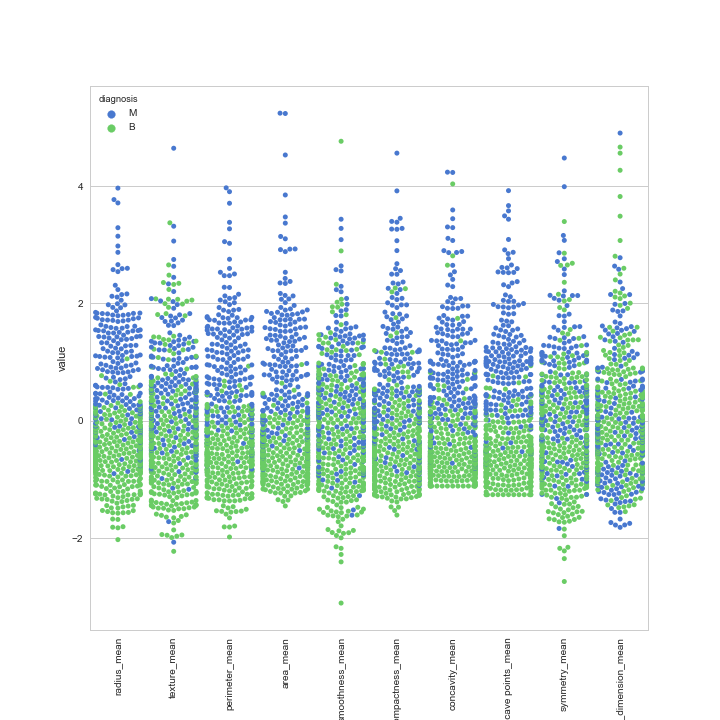 diagnosis
M
B
value
4
2
0
−2
radius_mean
texture_mean
perimeter_mean
area_mean
moothness_mean
mpactness_mean
concavity_mean
cave points_mean
symmetry_mean
_dimension_mean